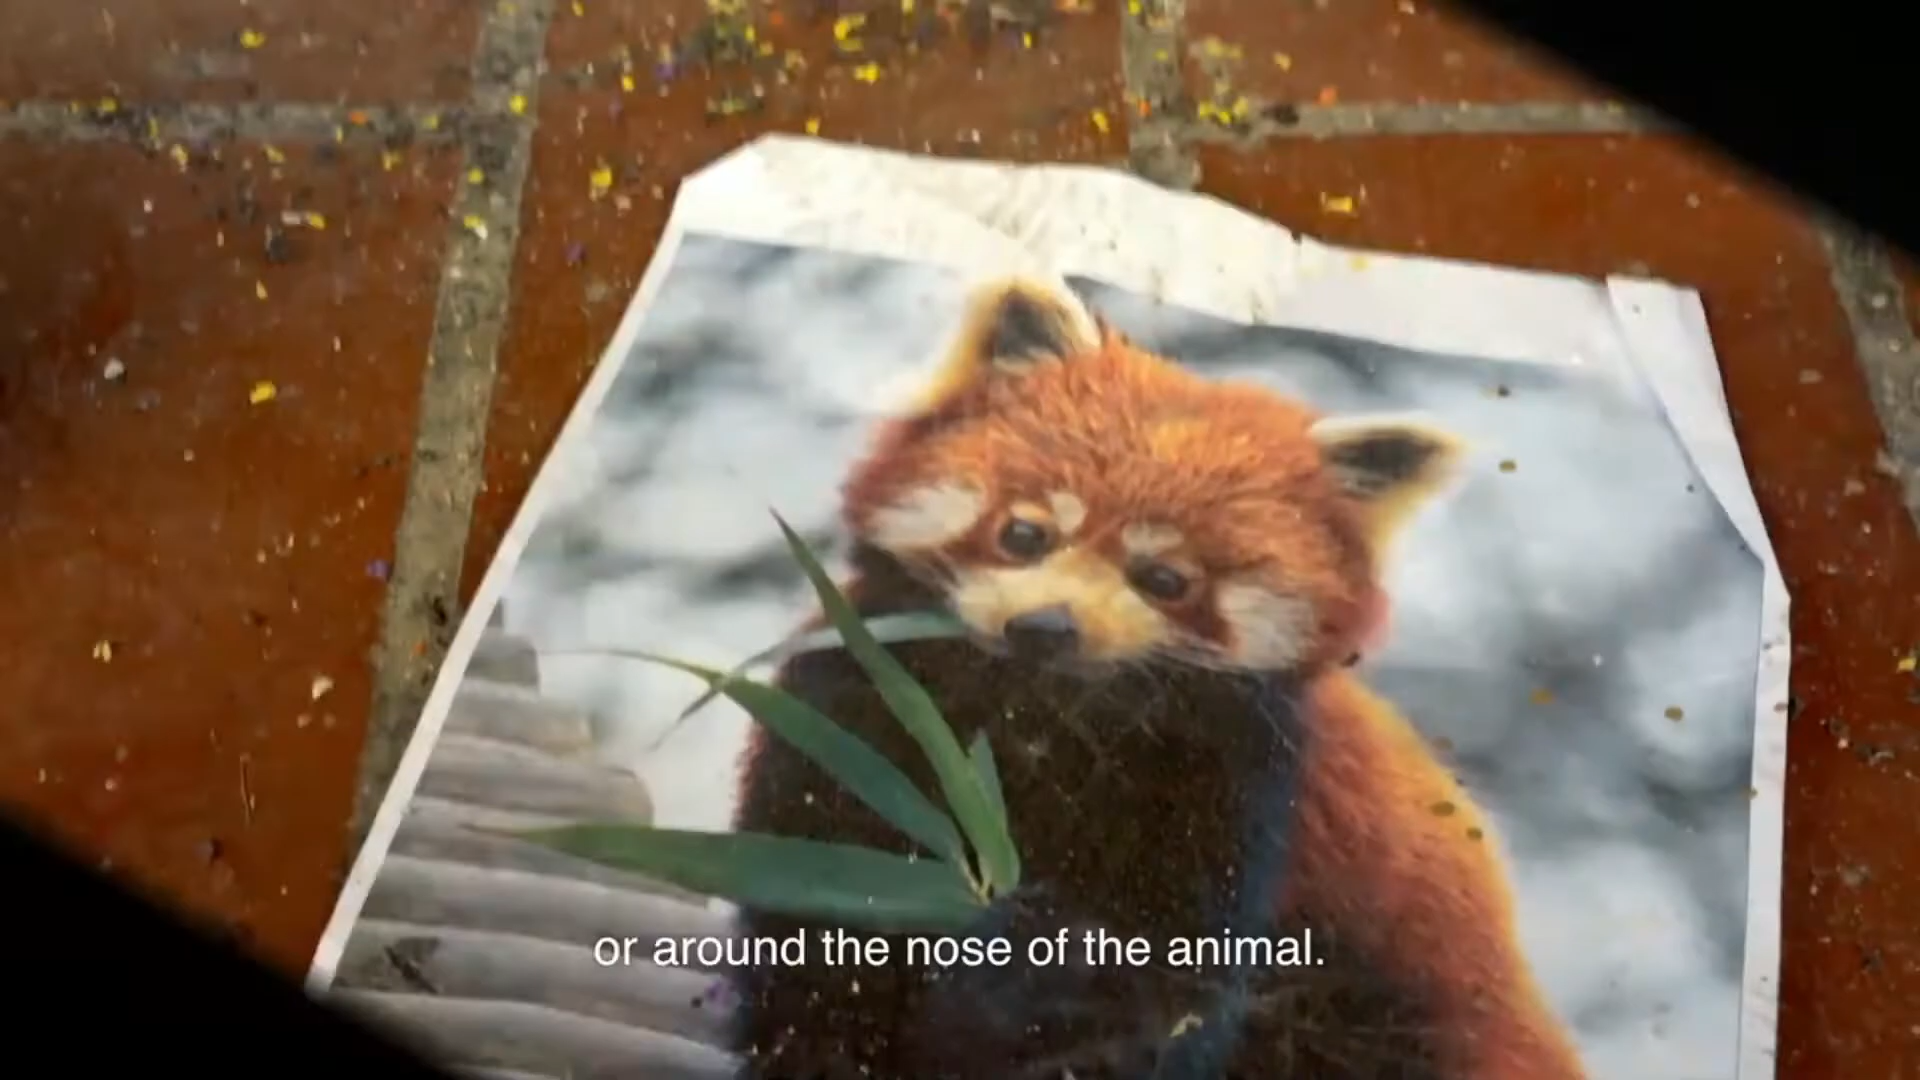 or around the nose of the animal.